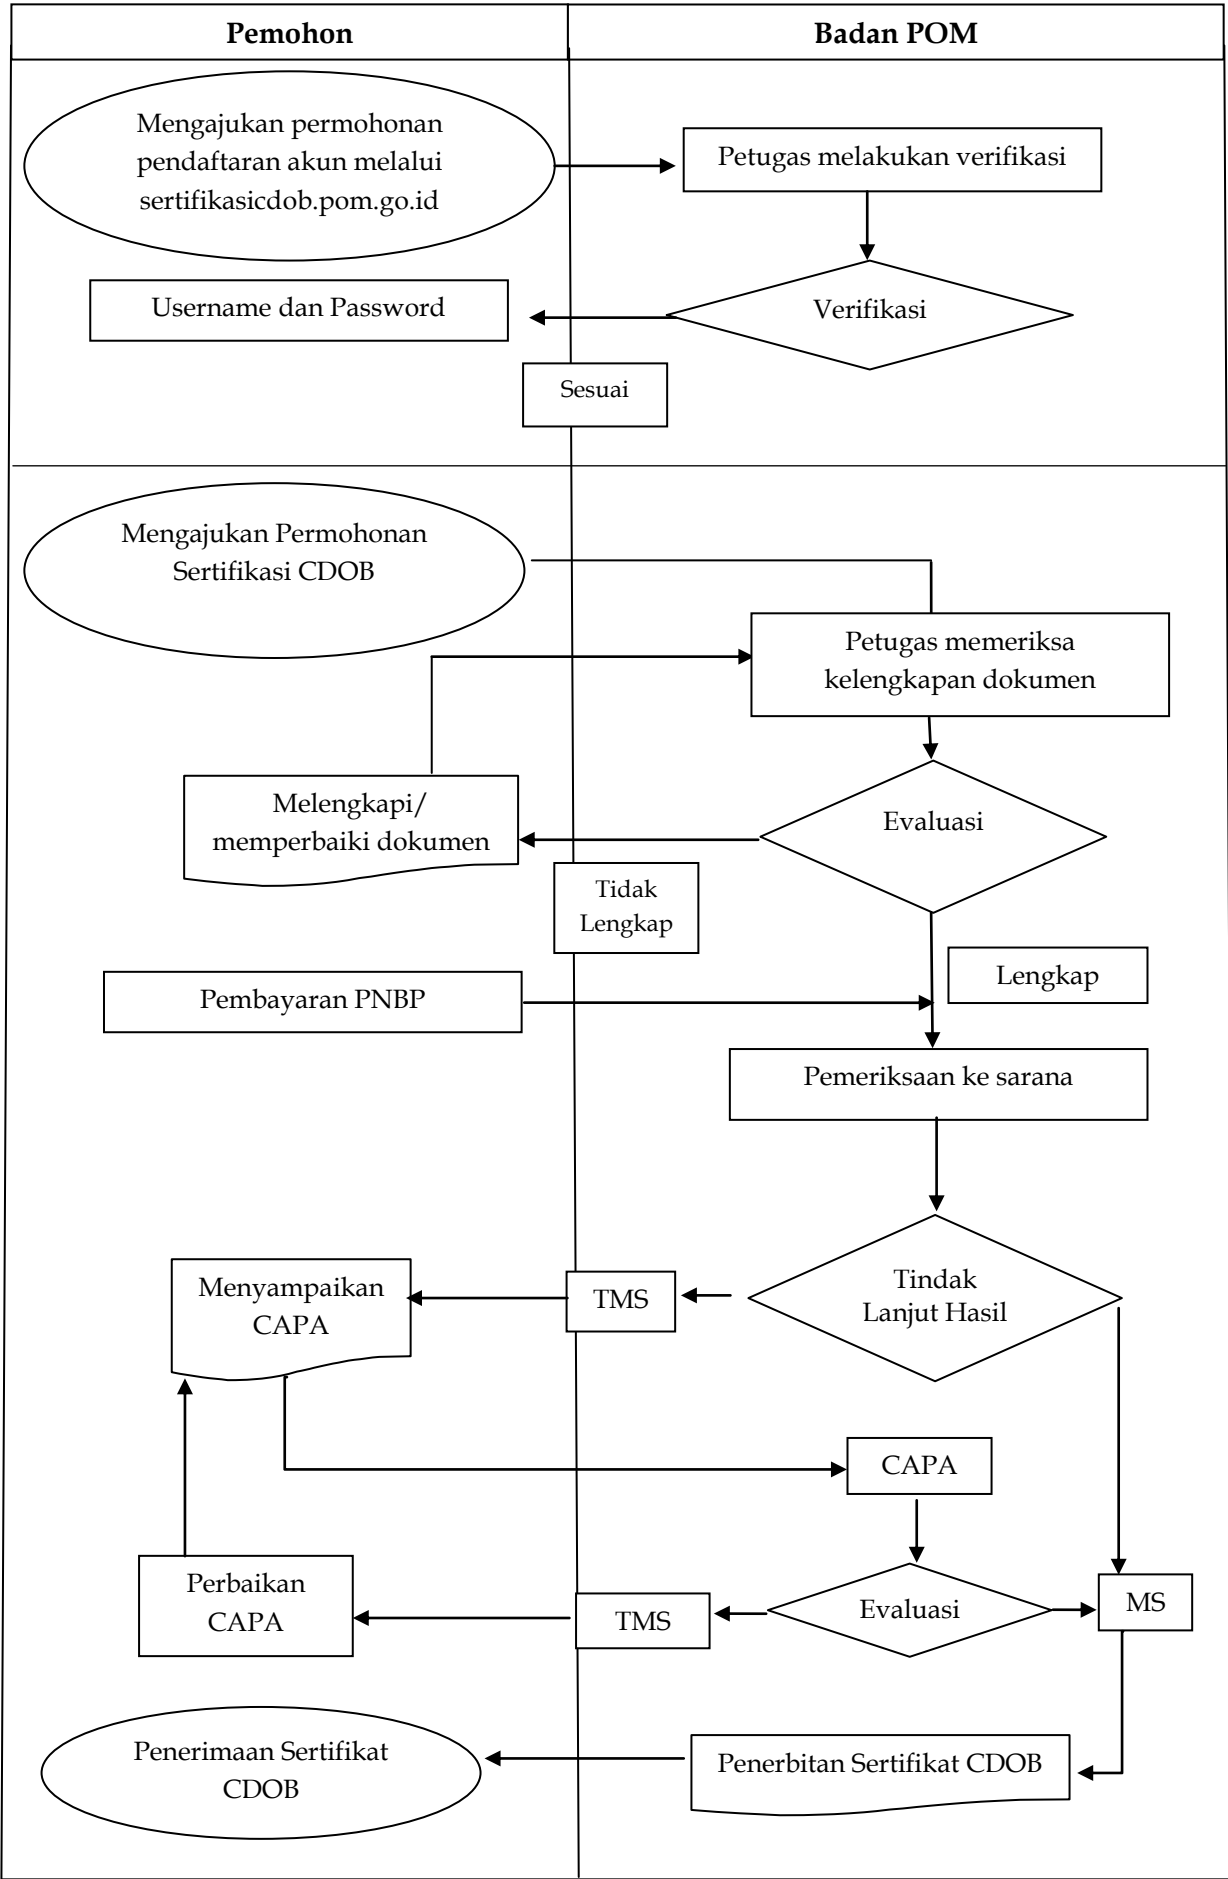 Pemohon
Badan POM
Mengajukan permohonan
pendaftaran akun melalui
sertifikasicdob.pom.go.id
Petugas melakukan verifikasi
Username dan Password
Verifikasi
Sesuai
Mengajukan Permohonan
Sertifikasi CDOB
Petugas memeriksa
kelengkapan dokumen
Melengkapi/
memperbaiki dokumen
Evaluasi
Tidak
Lengkap
Lengkap
Pembayaran PNBP
Pemeriksaan ke sarana
Menyampaikan
CAPA
TMS
Tindak
Lanjut Hasil
CAPA
Perbaikan
CAPA
TMS
Evaluasi
MS
Penerimaan Sertifikat
CDOB
Penerbitan Sertifikat CDOB